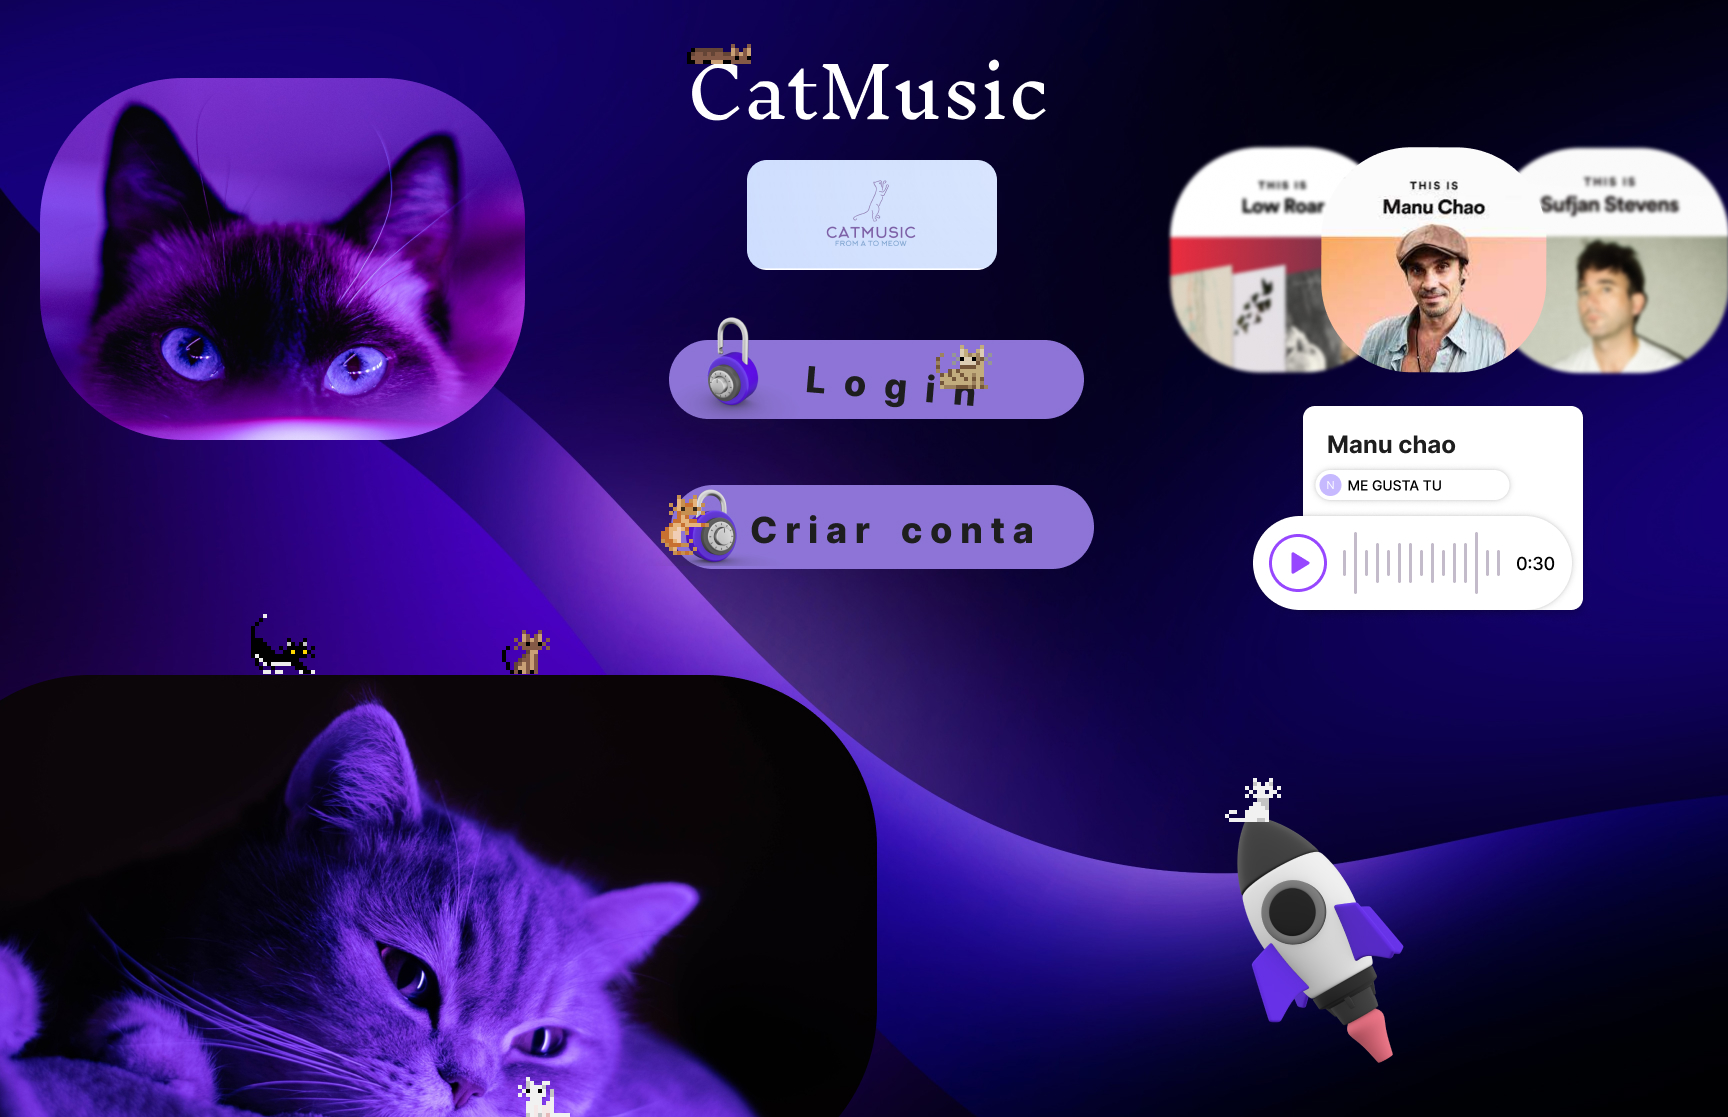 CatMusic
CATMUSIC
FROM A TO MEOW
Login
Criar conta
THIS IS
Low Roar
THIS IS
Manu Chao
THIS IS
Sufjan Stevens
Manu chao
N
ME GUSTA TU
0:30